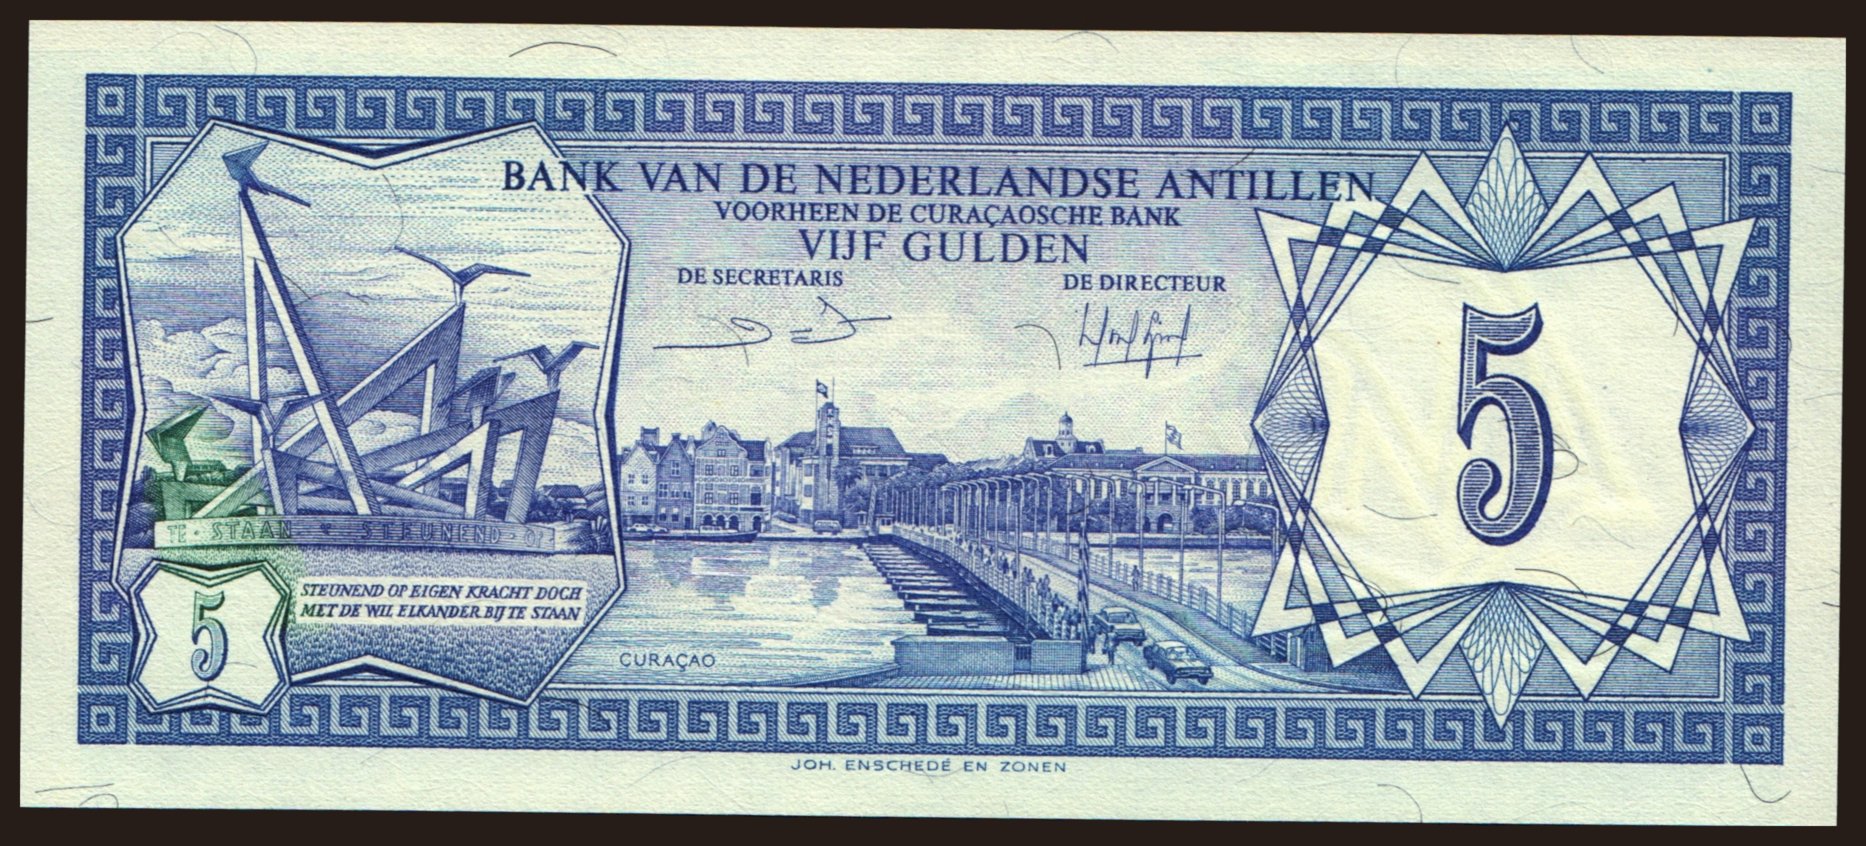 BANK VAN DE NEDERLANDSE ANTILLEN
VOORHEEN DE CURAÇAOSCHE BANK
VIJF GULDEN
DE SECRETARIS
DE DIRECTEUR
5
TE · STAAN · STEUNEND · OP
5
STEUNEND OP EIGEN KRACHT DOCH
MET DE WIL ELKANDER BIJ TE STAAN
CURAÇAO
JOH. ENSCHEDÉ EN ZONEN